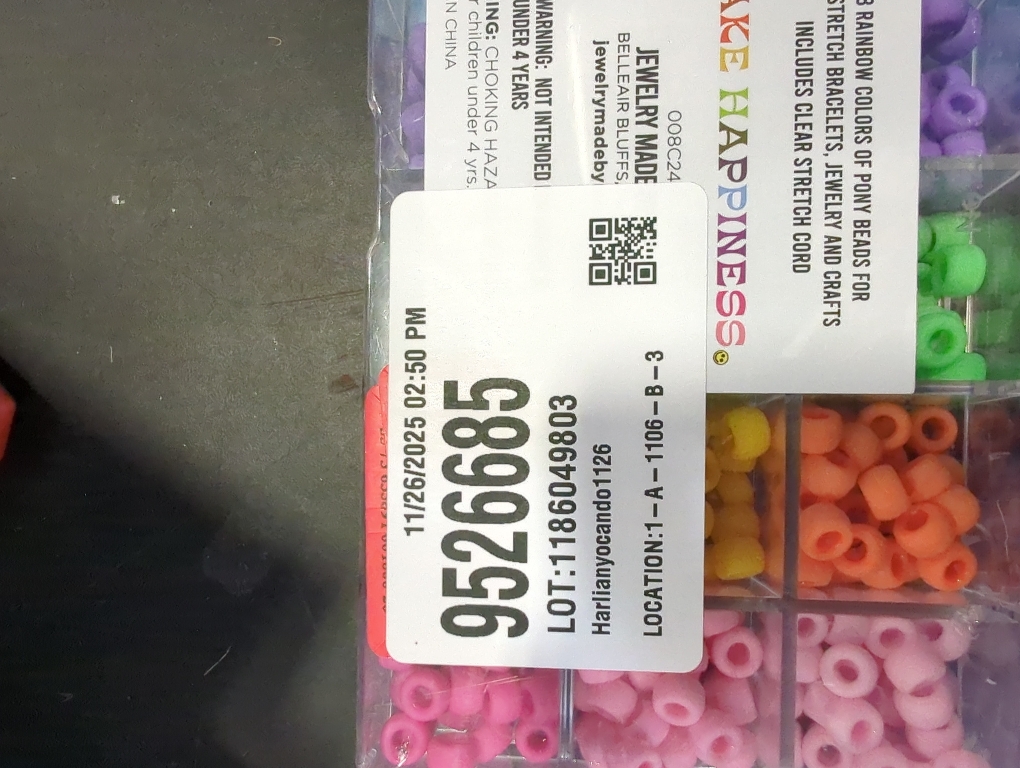 11/26/2025 02:50 PM
9526685
LOT:1186049803
Harlianyocando1126
LOCATION:1-A-1106-B-3
N CHINA
children under 4 yrs.
ING: CHOKING HAZA
UNDER 4 YEARS
WARNING: NOT INTENDED
jewelrymadeby
BELLEAIR BLUFFS,
JEWELRY MADE
008C24
AKE HAPPINESS
INCLUDES CLEAR STRETCH CORD
STRETCH BRACELETS, JEWELRY AND CRAFTS
RAINBOW COLORS OF PONY BEADS FOR